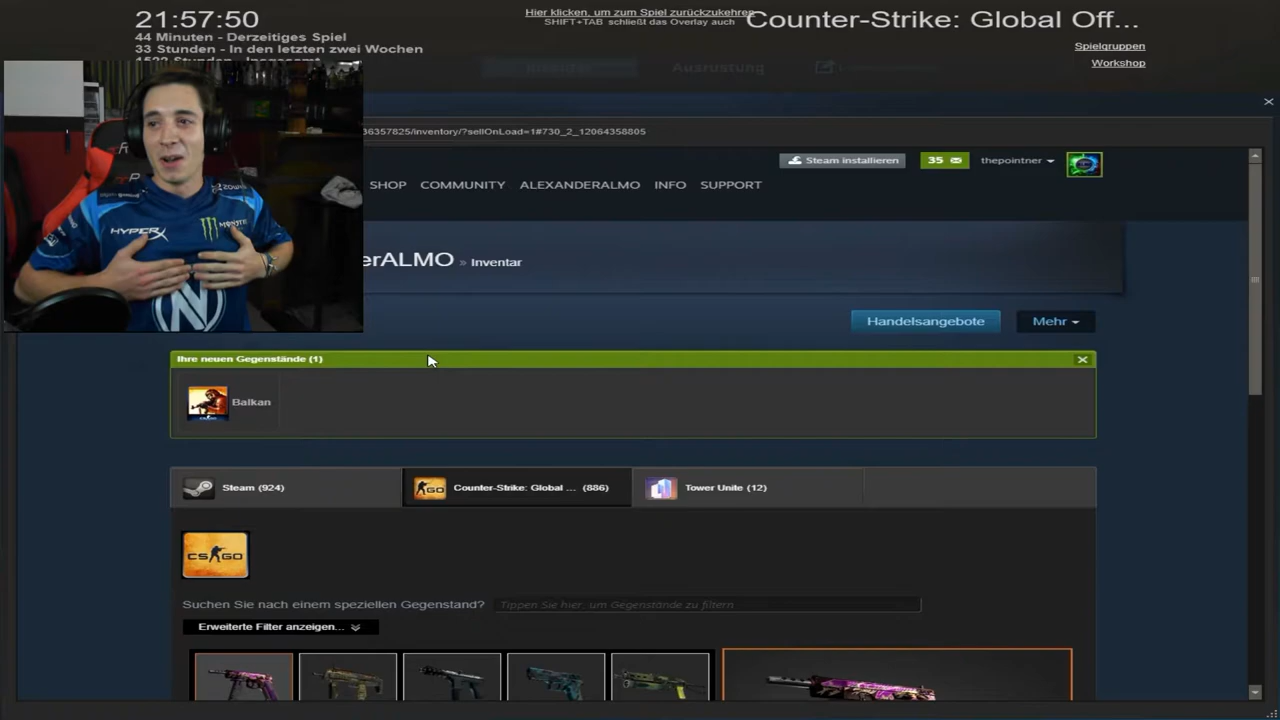 21:57:50
44 Minuten - Derzeitiges Spiel
33 Stunden - In den letzten zwei Wochen
Hier klicken, um zum Spiel zurückzukehren
SHIFT+TAB schließt das Overlay auch
Counter-Strike: Global Off...
Spielgruppen
Workshop
Ausrüstung
36357825/inventory/?sellOnLoad=1#730_2_12064358805
Steam installieren
35
thepointner
SHOP COMMUNITY ALEXANDERALMO INFO SUPPORT
HYPERX
MONSTER
ZOWIE
erALMO » Inventar
Handelsangebote
Mehr
Ihre neuen Gegenstände (1)
Balkan
Steam (924)
GO
Counter-Strike: Global ... (886)
Tower Unite (12)
CS GO
Suchen Sie nach einem speziellen Gegenstand?
Tippen Sie hier, um Gegenstände zu filtern
Erweiterte Filter anzeigen...